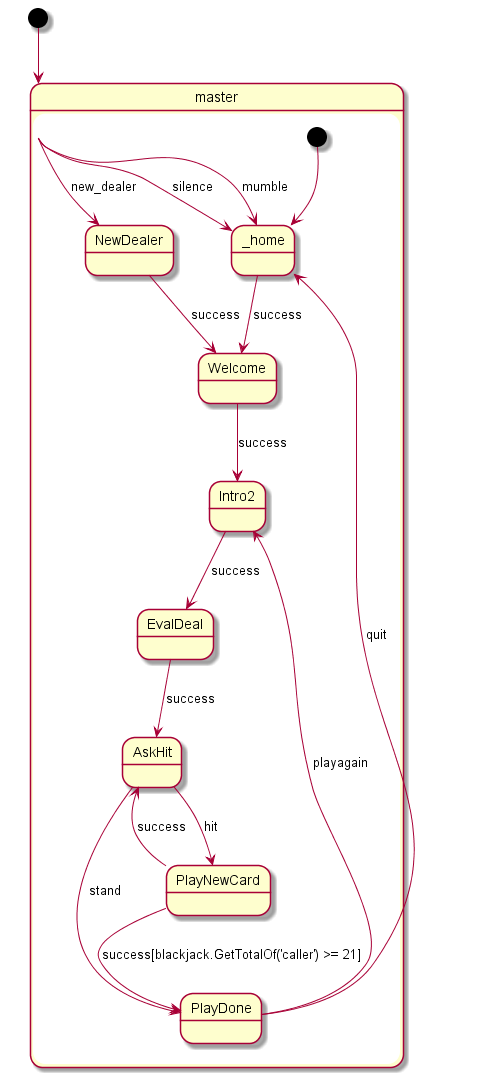 master
new_dealer
silence
mumble
NewDealer
_home
success
success
Welcome
success
Intro2
success
EvalDeal
quit
success
AskHit
playagain
success
hit
PlayNewCard
stand
success[blackjack.GetTotalOf('caller') >= 21]
PlayDone